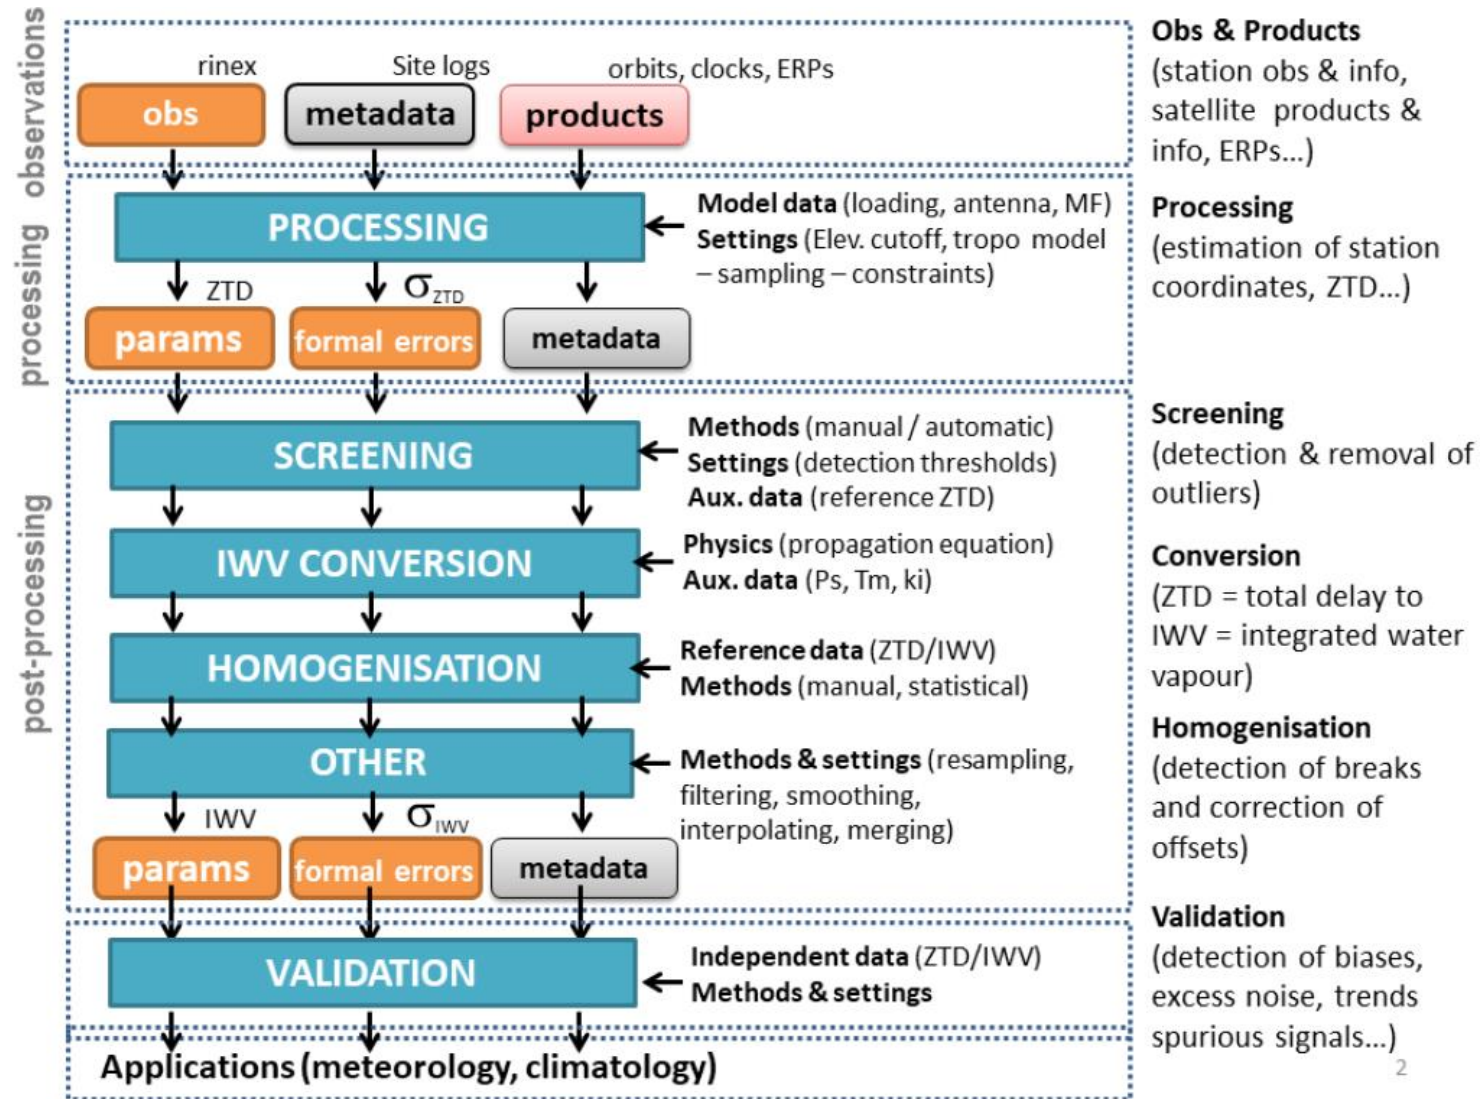 observations
rinex
Site logs
orbits, clocks, ERPs
obs
metadata
products
Obs & Products
(station obs & info,
satellite products &
info, ERPs...)
processing
PROCESSING
Model data (loading, antenna, MF)
Settings (Elev. cutoff, tropo model
– sampling – constraints)
ZTD
σZTD
params
formal errors
metadata
Processing
(estimation of station
coordinates, ZTD...)
post-processing
SCREENING
Methods (manual / automatic)
Settings (detection thresholds)
Aux. data (reference ZTD)
Screening
(detection & removal of
outliers)
IWV CONVERSION
Physics (propagation equation)
Aux. data (Ps, Tm, ki)
Conversion
(ZTD = total delay to
IWV = integrated water
vapour)
HOMOGENISATION
Reference data (ZTD/IWV)
Methods (manual, statistical)
Homogenisation
(detection of breaks
and correction of
offsets)
OTHER
Methods & settings (resampling,
filtering, smoothing,
interpolating, merging)
IWV
σIWV
params
formal errors
metadata
VALIDATION
Independent data (ZTD/IWV)
Methods & settings
Validation
(detection of biases,
excess noise, trends
spurious signals...)
Applications (meteorology, climatology)
2